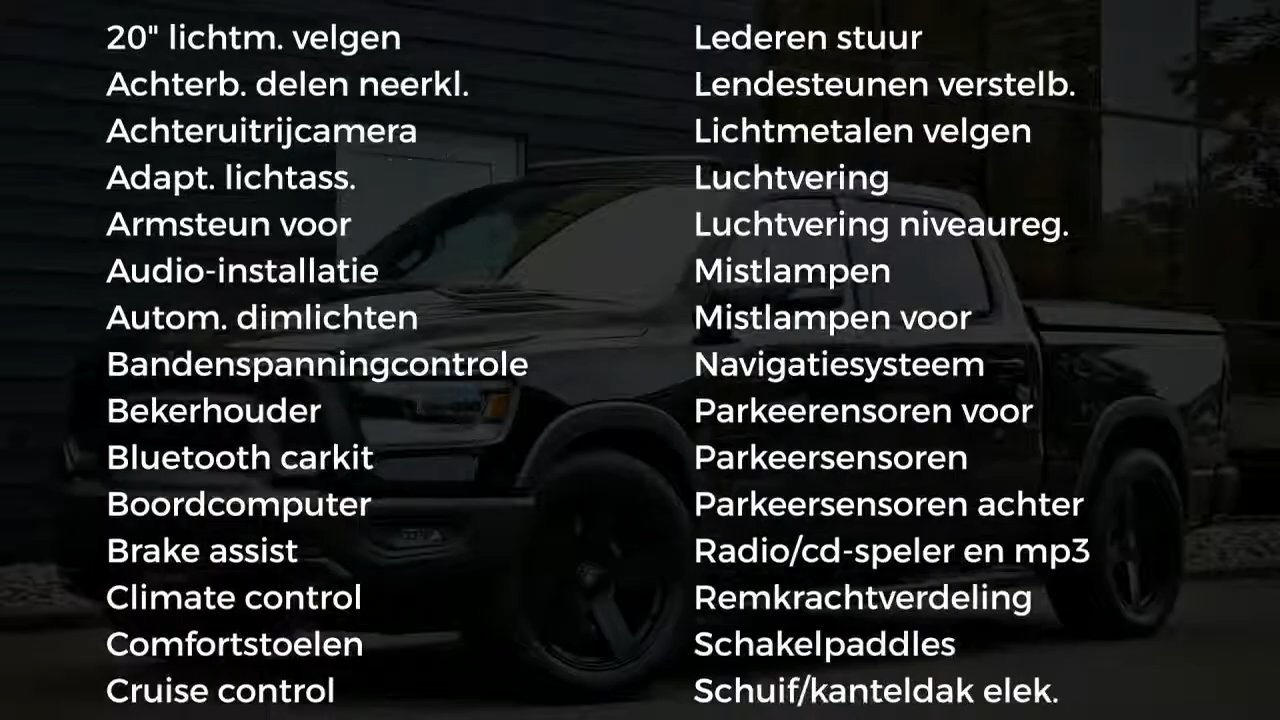 20" lichtm. velgen
Achterb. delen neerkl.
Achteruitrijcamera
Adapt. lichtass.
Armsteun voor
Audio-installatie
Autom. dimlichten
Bandenspanningcontrole
Bekerhouder
Bluetooth carkit
Boordcomputer
Brake assist
Climate control
Comfortstoelen
Cruise control
Lederen stuur
Lendesteunen verstelb.
Lichtmetalen velgen
Luchtvering
Luchtvering niveaureg.
Mistlampen
Mistlampen voor
Navigatiesysteem
Parkeerensoren voor
Parkeersensoren
Parkeersensoren achter
Radio/cd-speler en mp3
Remkrachtverdeling
Schakelpaddles
Schuif/kanteldak elek.